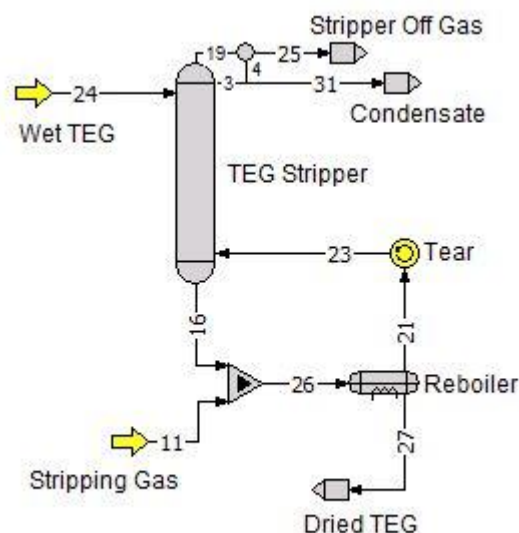 Stripper Off Gas
19
25
4
24
3
31
Wet TEG
Condensate
TEG Stripper
23
Tear
16
21
26
Reboiler
11
27
Stripping Gas
Dried TEG